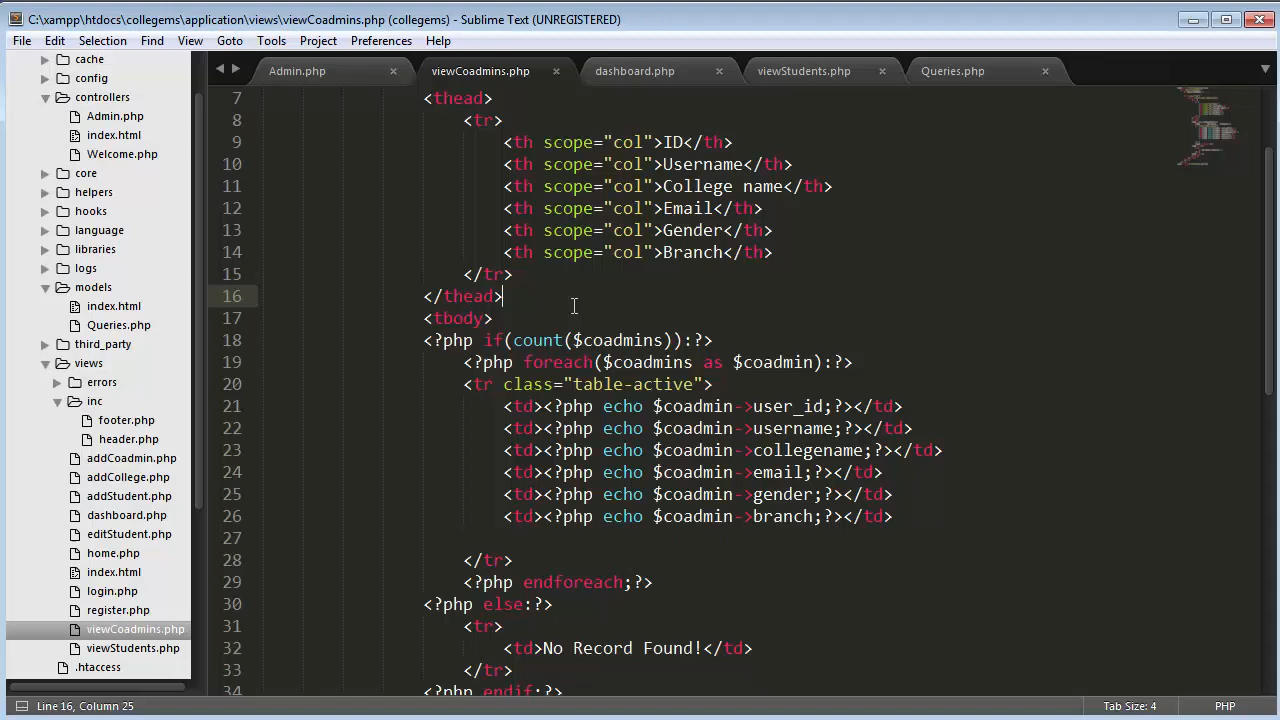 C:\xampp\htdocs\collegems\application\views\viewCoadmins.php (collegems) - Sublime Text (UNREGISTERED)
File Edit Selection Find View Goto Tools Project Preferences Help
cache
config
controllers
Admin.php
index.html
Welcome.php
core
helpers
hooks
language
libraries
logs
models
index.html
Queries.php
third_party
views
errors
inc
footer.php
header.php
addCoadmin.php
addCollege.php
addStudent.php
dashboard.php
editStudent.php
home.php
index.html
login.php
register.php
viewCoadmins.php
viewStudents.php
.htaccess
Admin.php viewCoadmins.php dashboard.php viewStudents.php Queries.php
7 <thead>
8 <tr>
9 <th scope="col">ID</th>
10 <th scope="col">Username</th>
11 <th scope="col">College name</th>
12 <th scope="col">Email</th>
13 <th scope="col">Gender</th>
14 <th scope="col">Branch</th>
15 </tr>
16 </thead>
17 <tbody>
18 <?php if(count($coadmins)):?>
19 <?php foreach($coadmins as $coadmin):?>
20 <tr class="table-active">
21 <td><?php echo $coadmin->user_id;?></td>
22 <td><?php echo $coadmin->username;?></td>
23 <td><?php echo $coadmin->collegename;?></td>
24 <td><?php echo $coadmin->email;?></td>
25 <td><?php echo $coadmin->gender;?></td>
26 <td><?php echo $coadmin->branch;?></td>
27
28 </tr>
29 <?php endforeach;?>
30 <?php else:?>
31 <tr>
32 <td>No Record Found!</td>
33 </tr>
34 <?php endif;?>
Line 16, Column 25 Tab Size: 4 PHP